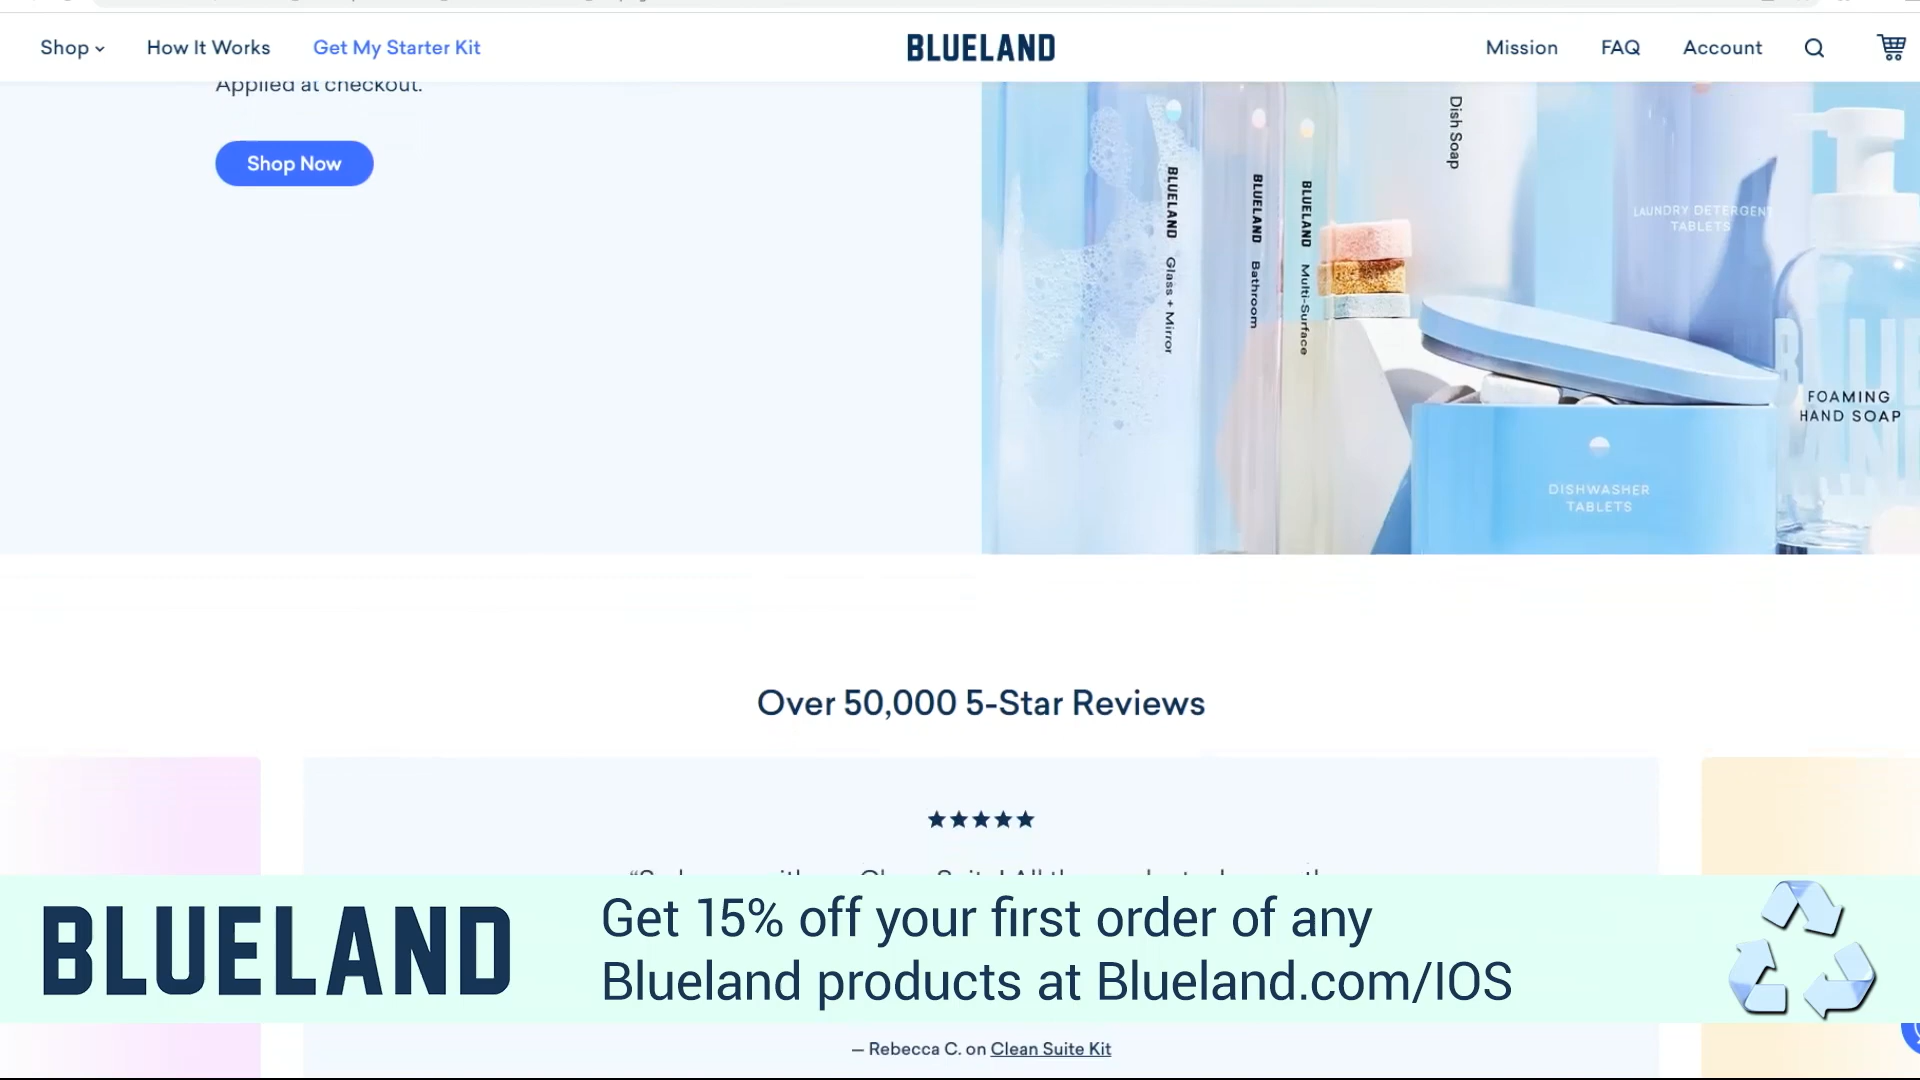 Shop
How It Works
Get My Starter Kit
BLUELAND
Mission
FAQ
Account
Applied at checkout.
Shop Now
BLUELAND Glass + Mirror
BLUELAND Bathroom
BLUELAND Multi-Surface
Dish Soap
LAUNDRY DETERGENT
TABLETS
FOAMING
HAND SOAP
DISHWASHER
TABLETS
Over 50,000 5-Star Reviews
BLUELAND
Get 15% off your first order of any
Blueland products at Blueland.com/IOS
— Rebecca C. on Clean Suite Kit